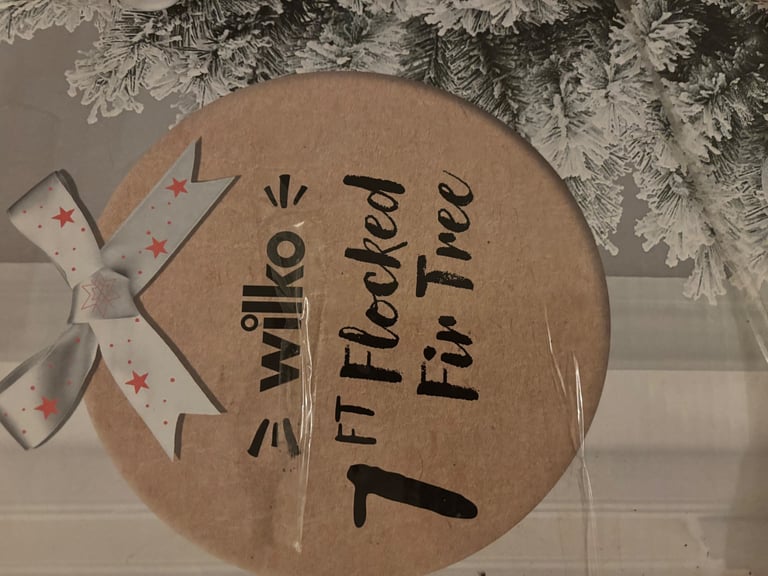 wilko
7 FT Flocked
Fir Tree